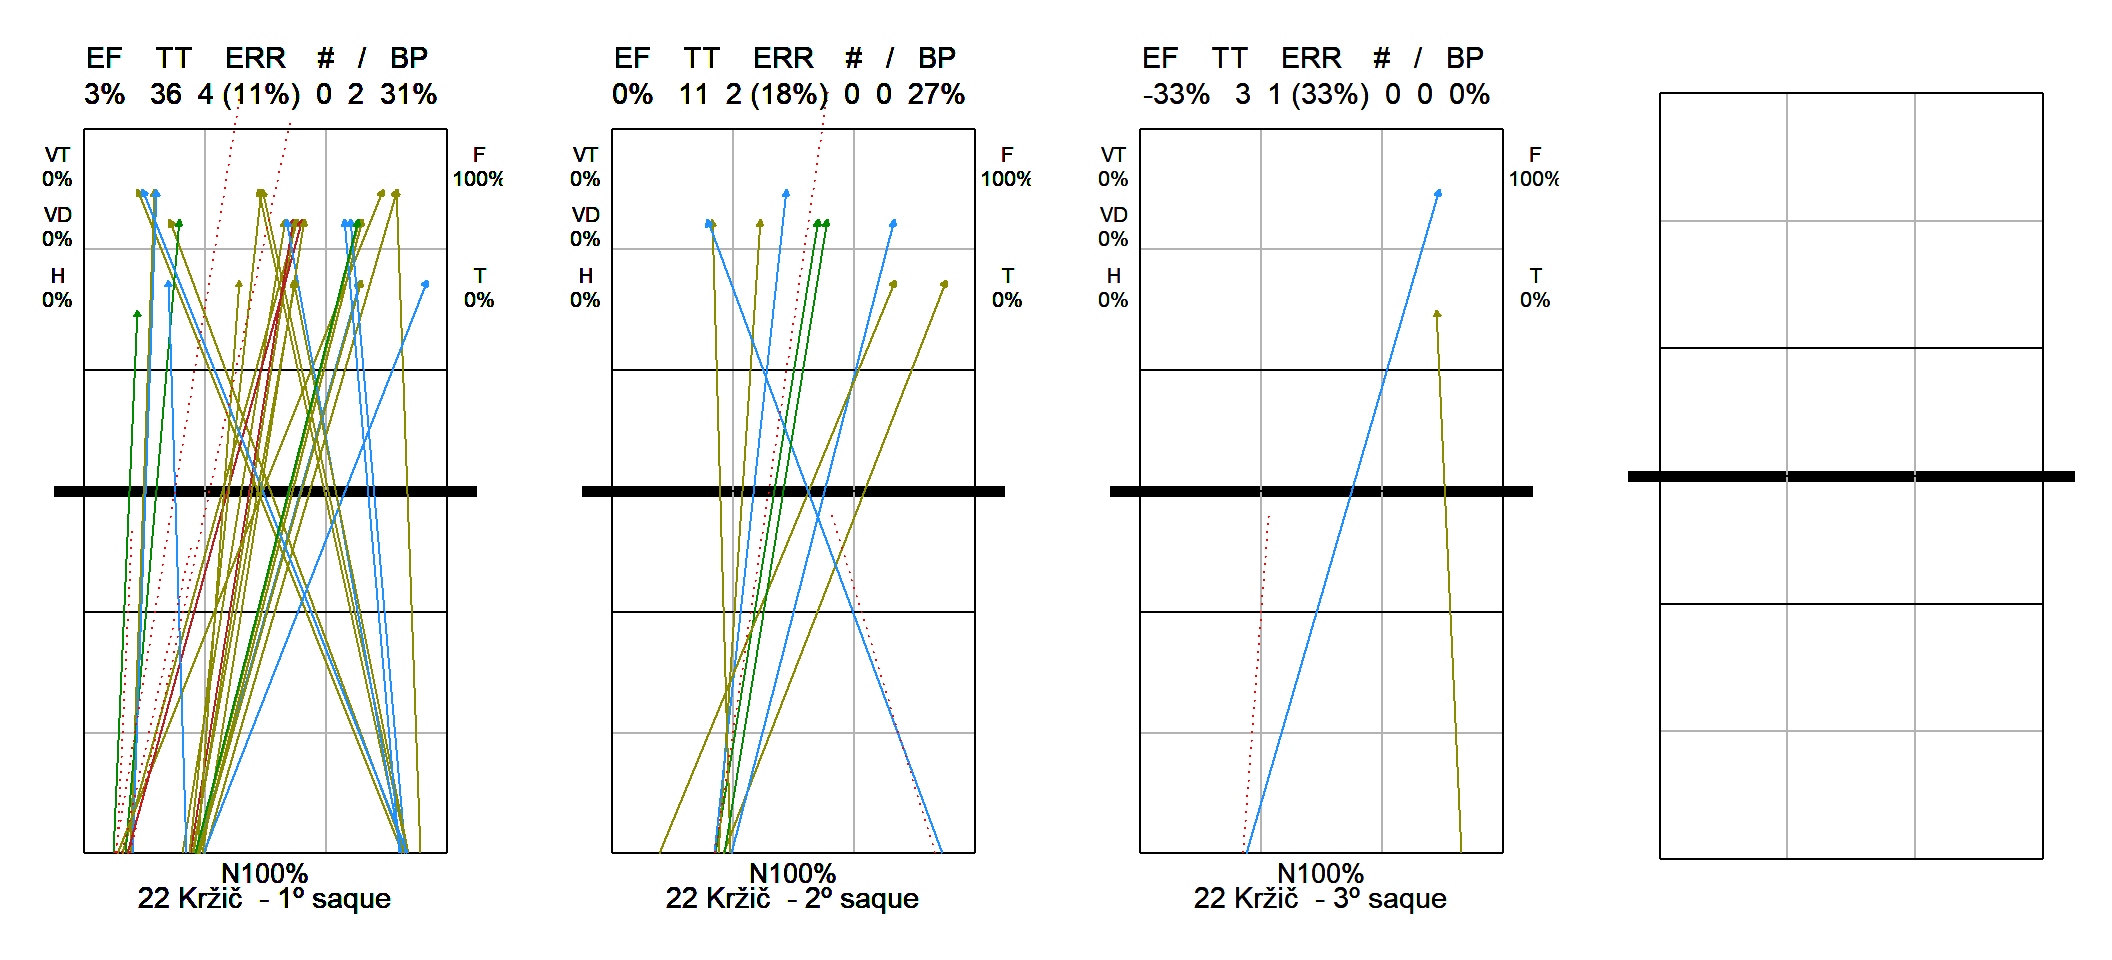 EF TT ERR # / BP
3% 36 4 (11%) 0 2 31%
VT
0%
F
100%
VD
0%
H
0%
T
0%
N100%
22 Kržič - 1º saque
EF TT ERR # / BP
0% 11 2 (18%) 0 0 27%
VT
0%
F
100%
VD
0%
H
0%
T
0%
N100%
22 Kržič - 2º saque
EF TT ERR # / BP
-33% 3 1 (33%) 0 0 0%
VT
0%
F
100%
VD
0%
H
0%
T
0%
N100%
22 Kržič - 3º saque